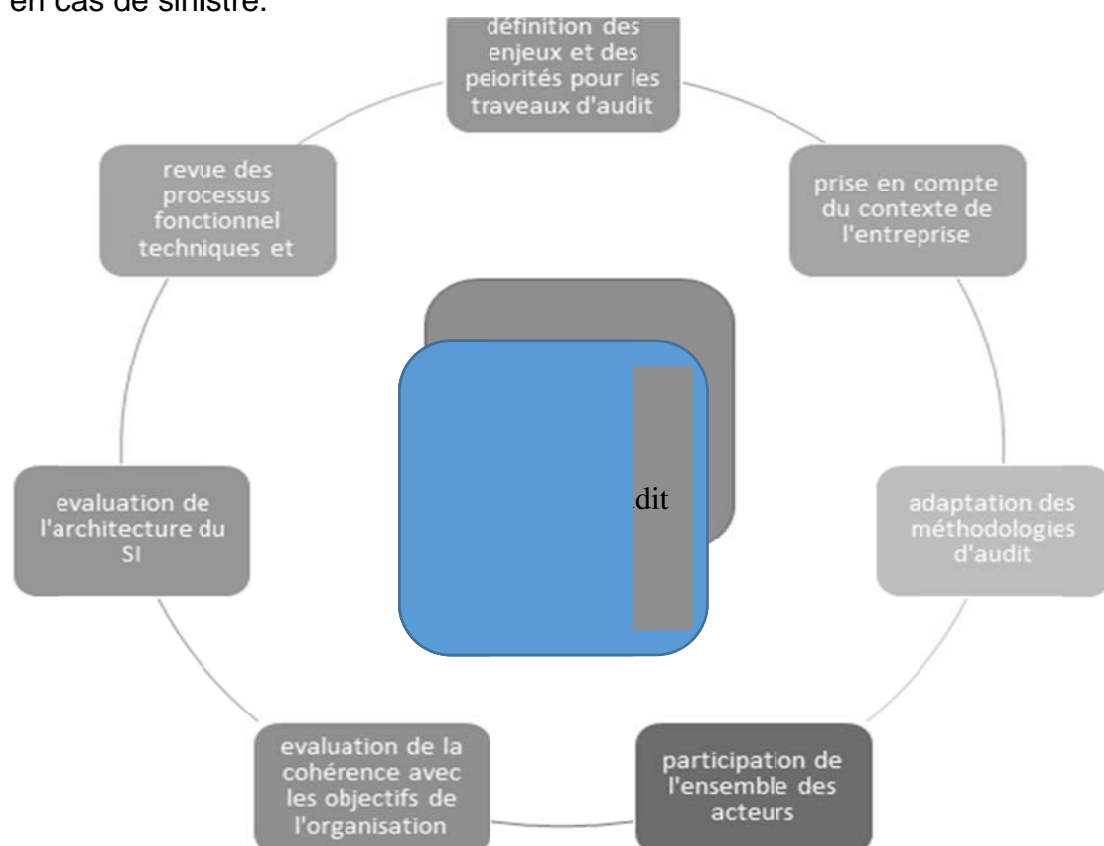 en cas de sinistre.
définition des
enjeux et des
peiorités pour les
traveaux d'audit
prise en compte
du contexte de
l'entreprise
adaptation des
méthodologies
d'audit
participation de
l'ensemble des
acteurs
evaluation de la
cohérence avec
les objectifs de
l'organisation
evaluation de
l'architecture du
SI
revue des
processus
fonctionnel
techniques et